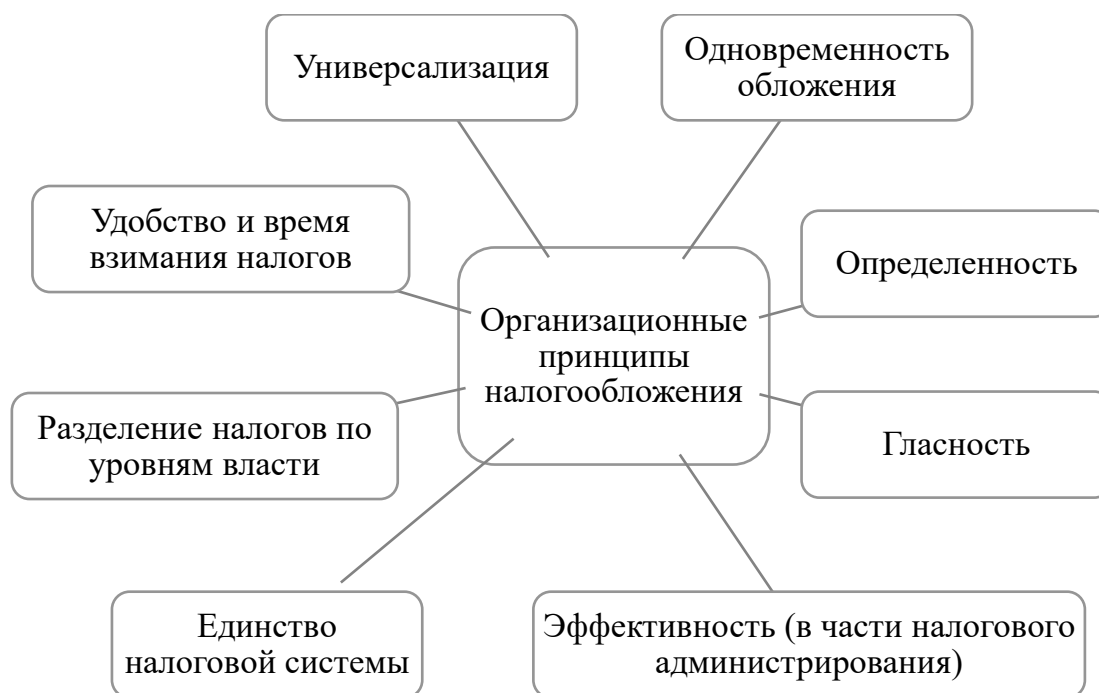 Универсализация
Одновременность
обложения
Удобство и время
взимания налогов
Определенность
Организационные
принципы
налогообложения
Разделение налогов по
уровням власти
Гласность
Единство
налоговой системы
Эффективность (в части налогового
администрирования)